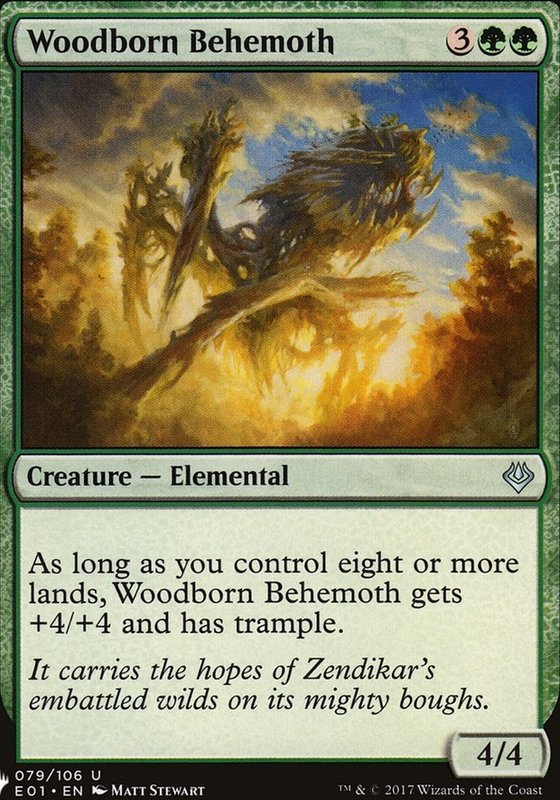 Woodborn Behemoth 3
Creature — Elemental
As long as you control eight or more
lands, Woodborn Behemoth gets
+4/+4 and has trample.
It carries the hopes of Zendikar's
embattled wilds on its mighty boughs.
4/4
079/106 U
E01 • EN Matt Stewart
™ & © 2017 Wizards of the Coast